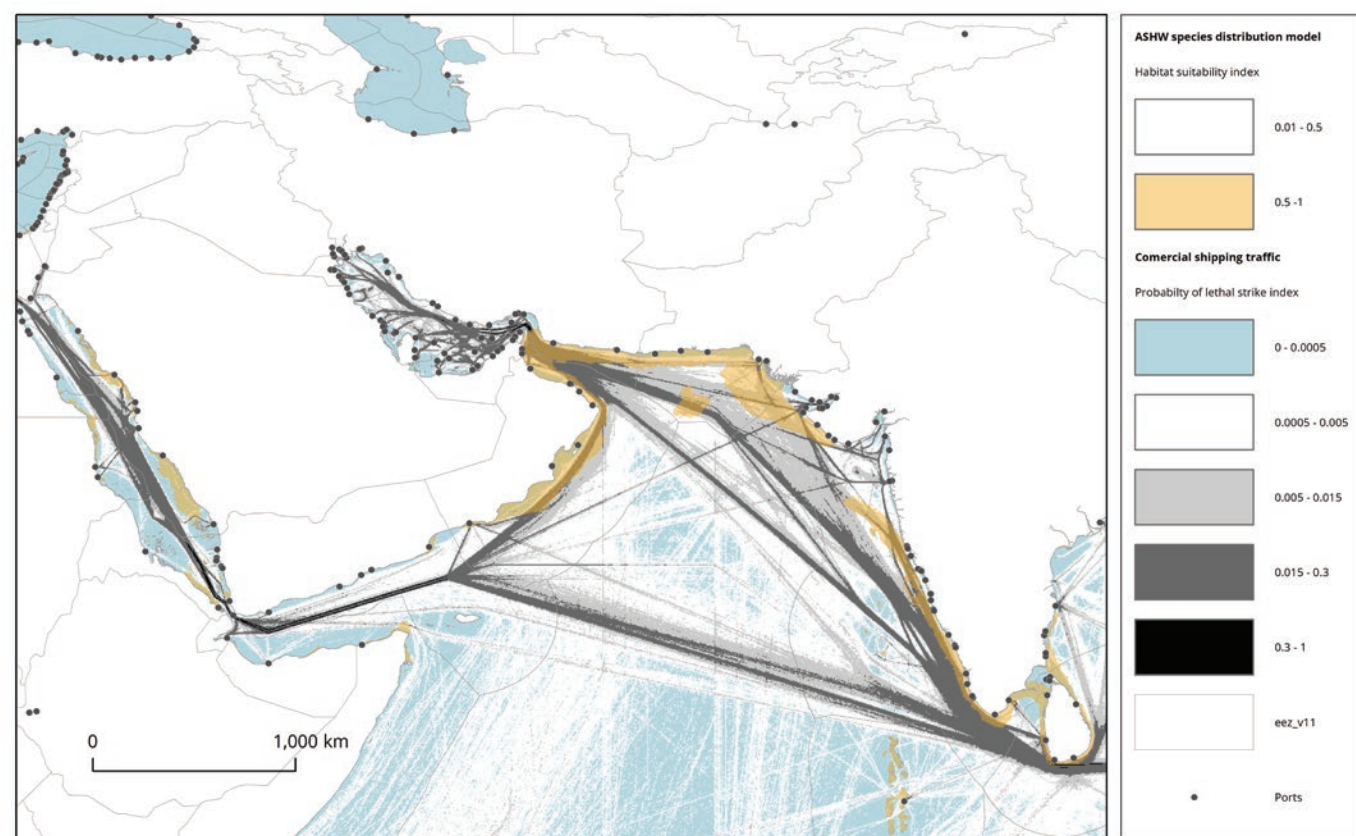 0
1,000 km
ASHW species distribution model
Habitat suitability index
0.01 - 0.5
0.5 -1
Comercial shipping traffic
Probabilty of lethal strike index
0 - 0.0005
0.0005 - 0.005
0.005 - 0.015
0.015 - 0.3
0.3 - 1
eez_v11
Ports